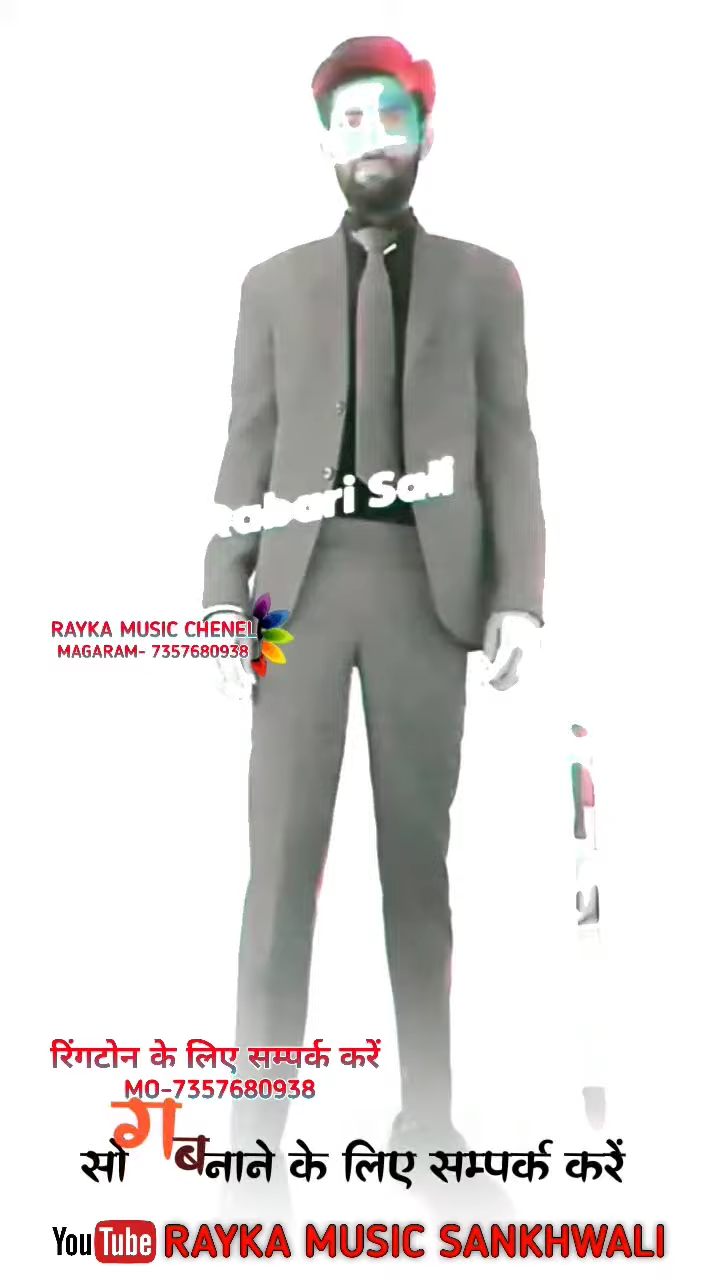 Sali
RAYKA MUSIC CHENEL
MAGARAM- 7357680938
रिंगटोन के लिए सम्पर्क करें
MO-7357680938
सोग बनाने के लिए सम्पर्क करें
YouTube RAYKA MUSIC SANKHWALI